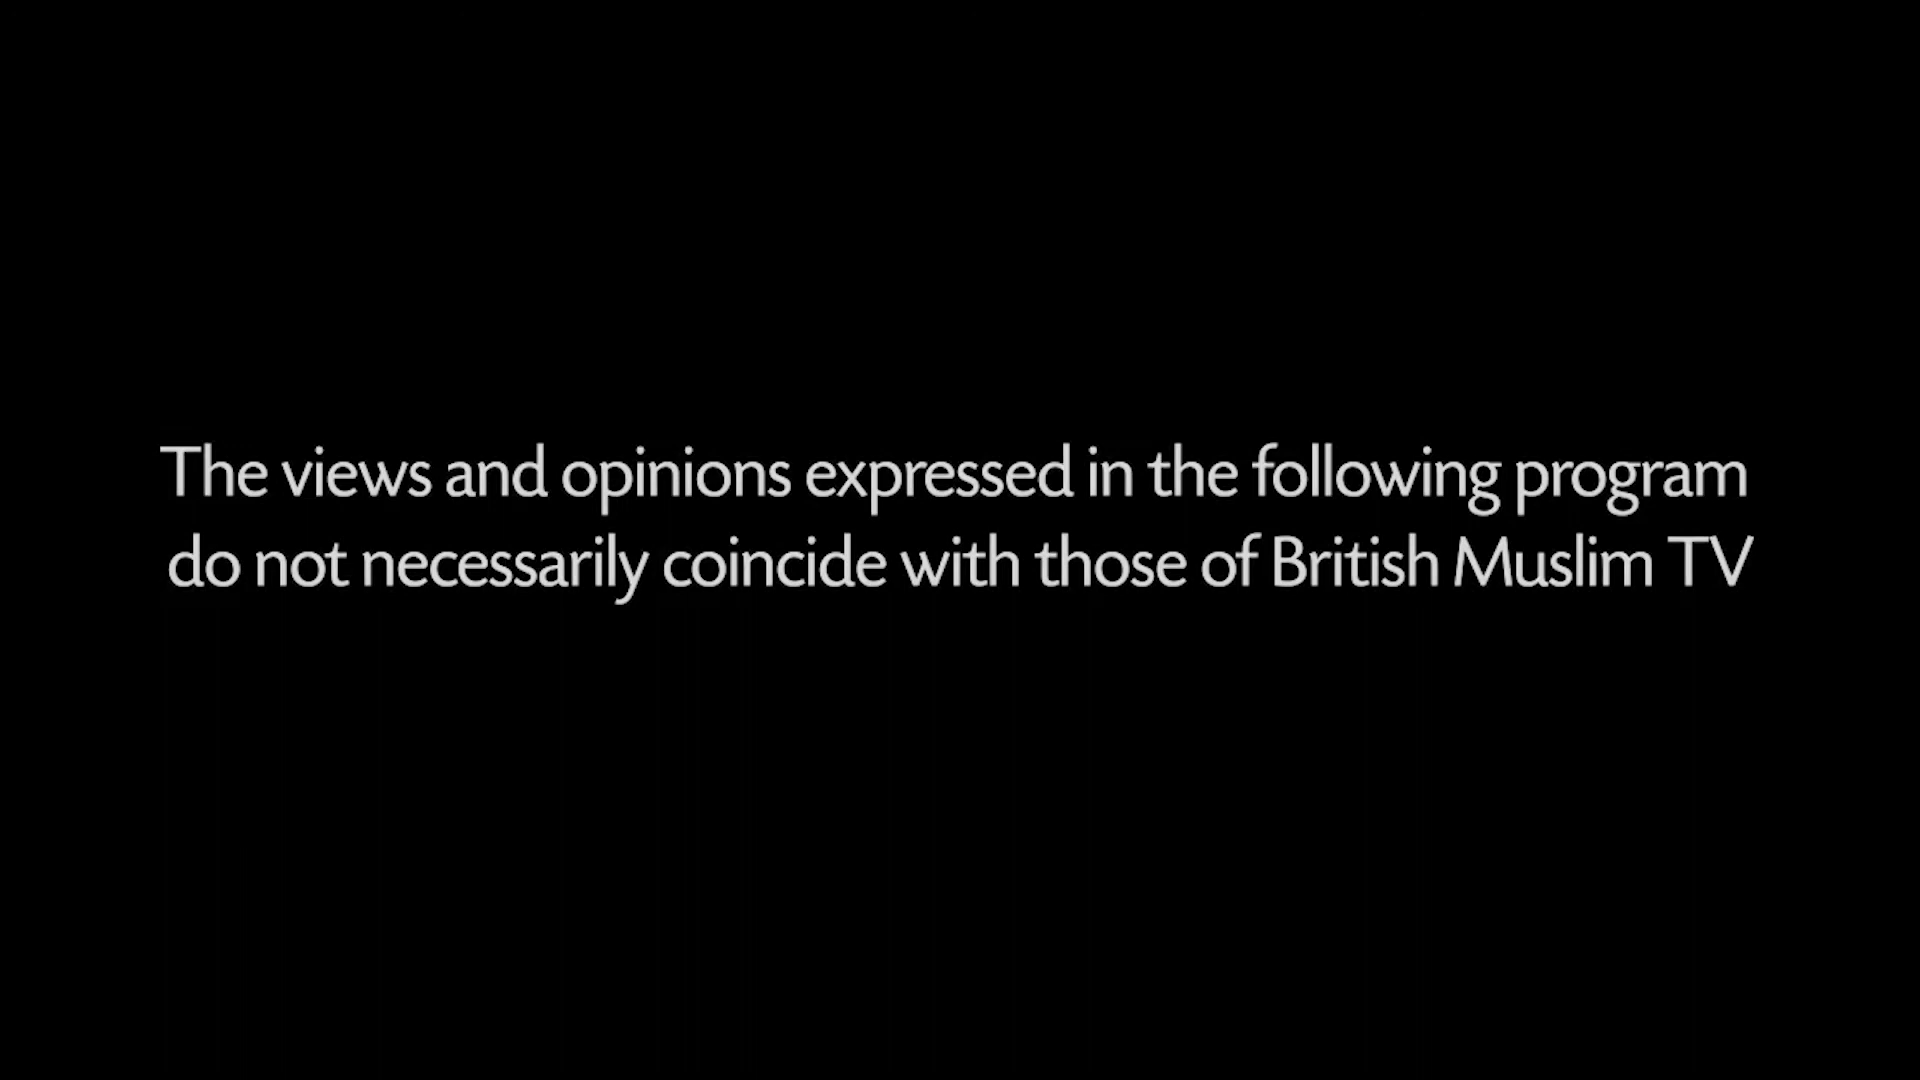 The views and opinions expressed in the following program
do not necessarily coincide with those of British Muslim TV